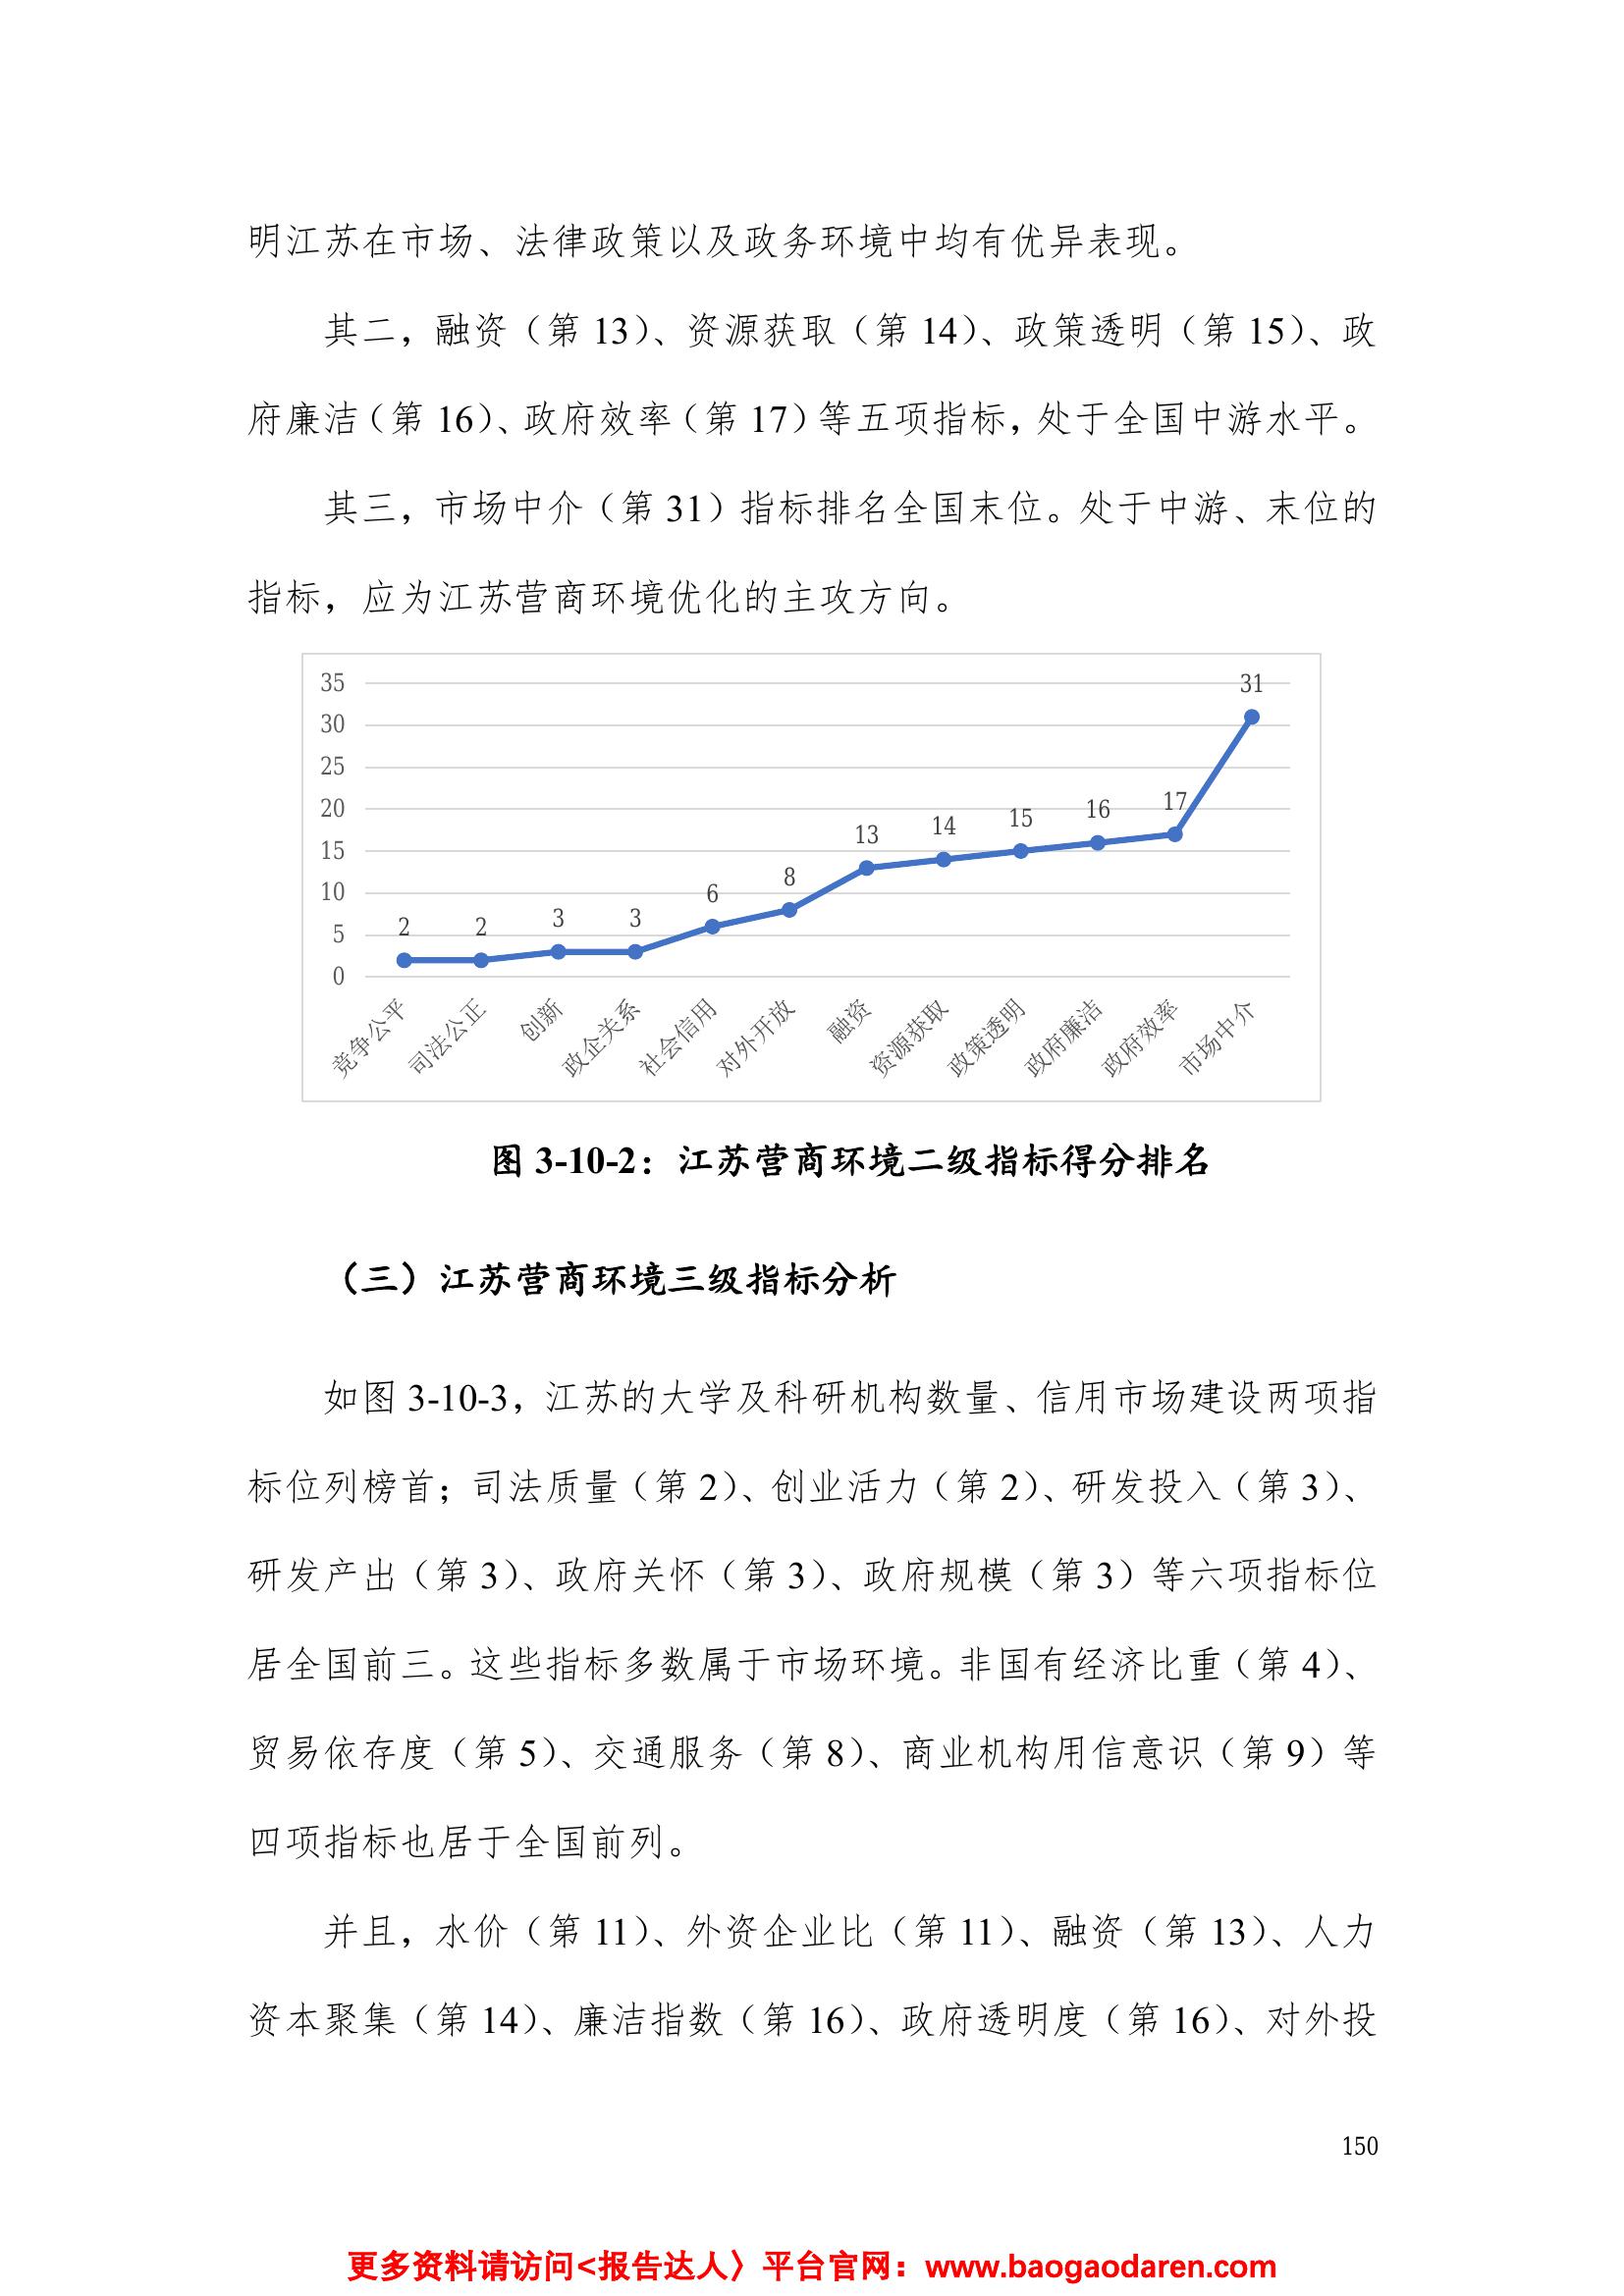 明江苏在市场、法律政策以及政务环境中均有优异表现。
其二，融资（第 13）、资源获取（第 14）、政策透明（第 15）、政
府廉洁（第 16）、政府效率（第 17）等五项指标，处于全国中游水平。
其三，市场中介（第 31）指标排名全国末位。处于中游、末位的
指标，应为江苏营商环境优化的主攻方向。
35
30
25
20
15
10
5
0
2
2
3
3
6
8
13
14
15
16
17
31
竞争公平
司法公正
创新
政企关系
社会信用
对外开放
融资
资源获取
政策透明
政府廉洁
政府效率
市场中介
图 3-10-2：江苏营商环境二级指标得分排名
（三）江苏营商环境三级指标分析
如图 3-10-3，江苏的大学及科研机构数量、信用市场建设两项指
标位列榜首；司法质量（第 2）、创业活力（第 2）、研发投入（第 3）、
研发产出（第 3）、政府关怀（第 3）、政府规模（第 3）等六项指标位
居全国前三。这些指标多数属于市场环境。非国有经济比重（第 4）、
贸易依存度（第 5）、交通服务（第 8）、商业机构用信意识（第 9）等
四项指标也居于全国前列。
并且，水价（第 11）、外资企业比（第 11）、融资（第 13）、人力
资本聚集（第 14）、廉洁指数（第 16）、政府透明度（第 16）、对外投
150
更多资料请访问<报告达人〉平台官网：www.baogaodaren.com